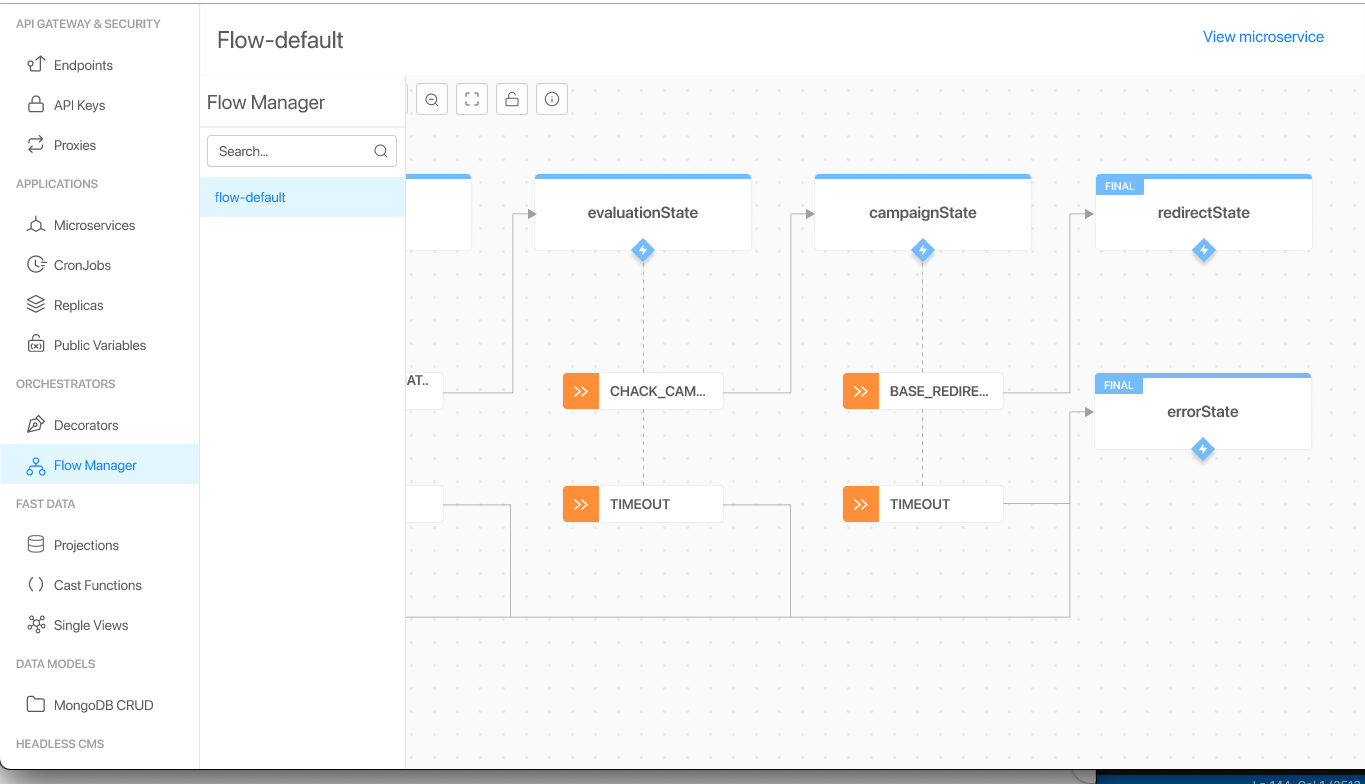 API GATEWAY & SECURITY
Endpoints
API Keys
Proxies
APPLICATIONS
Microservices
CronJobs
Replicas
Public Variables
ORCHESTRATORS
Decorators
Flow Manager
FAST DATA
Projections
Cast Functions
Single Views
DATA MODELS
MongoDB CRUD
HEADLESS CMS
Flow-default
View microservice
Flow Manager
Search...
flow-default
evaluationState
campaignState
FINAL
redirectState
AT..
CHACK_CAM...
BASE_REDIRE...
FINAL
errorState
TIMEOUT
TIMEOUT